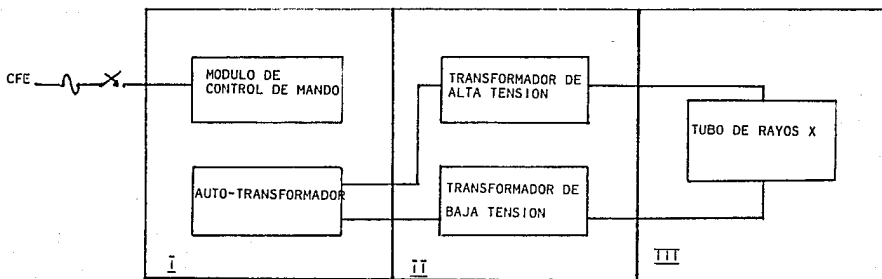 CFE
MODULO DE
CONTROL DE MANDO
AUTO-TRANSFORMADOR
I
TRANSFORMADOR DE
ALTA TENSION
TRANSFORMADOR DE
BAJA TENSION
II
TUBO DE RAYOS X
III